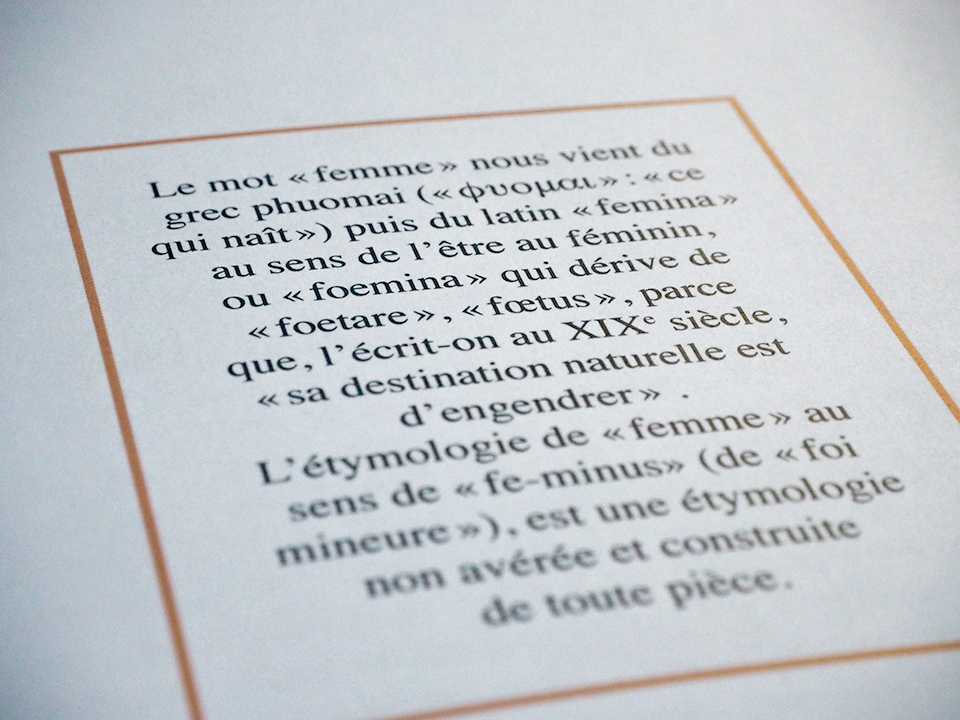 Le mot « femme » nous vient du
grec phuomai (« φυομαι » : « ce
qui naît ») puis du latin « femina »
au sens de l’être au féminin,
ou « foemina » qui dérive de
« foetare », « fœtus », parce
que, l’écrit-on au XIXᵉ siècle,
« sa destination naturelle est
d’engendrer » .
L’étymologie de « femme » au
sens de « fe-minus» (de « foi
mineure »), est une étymologie
non avérée et construite
de toute pièce.